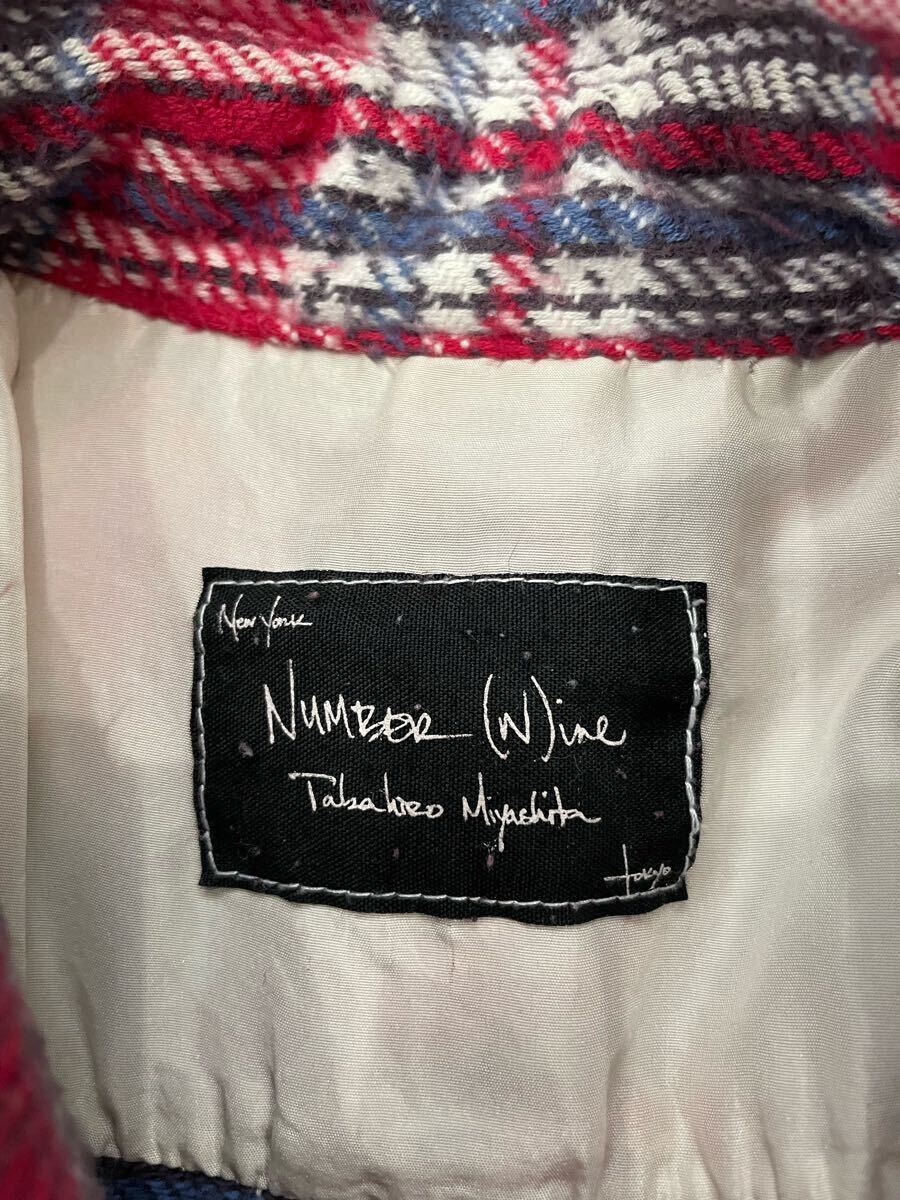 New York
NUMBER (N)ine
Takahiro Miyashita
tokyo